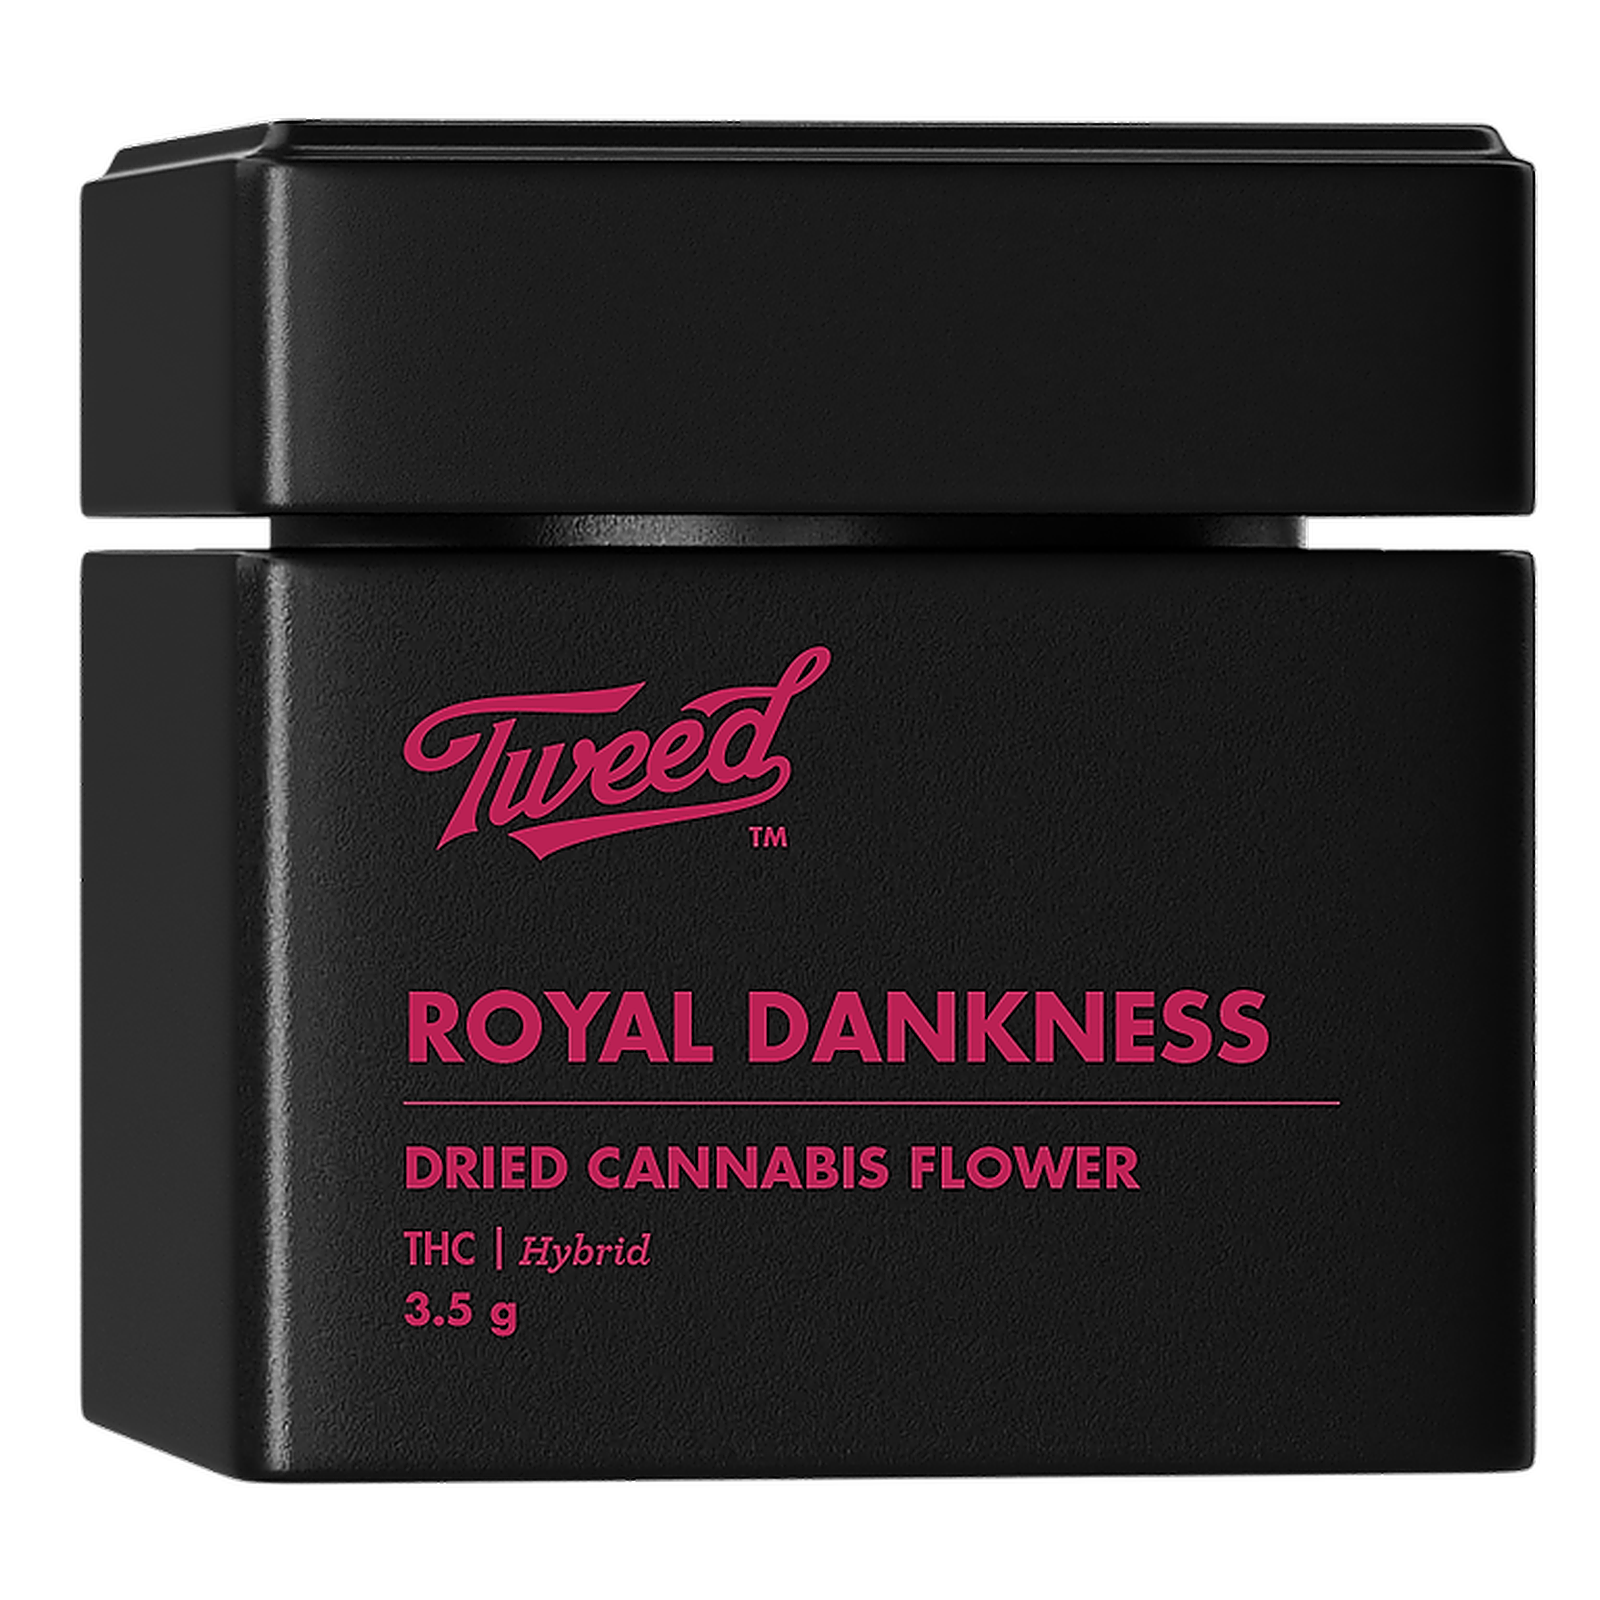 Tweed
TM
ROYAL DANKNESS
DRIED CANNABIS FLOWER
THC | Hybrid
3.5 g